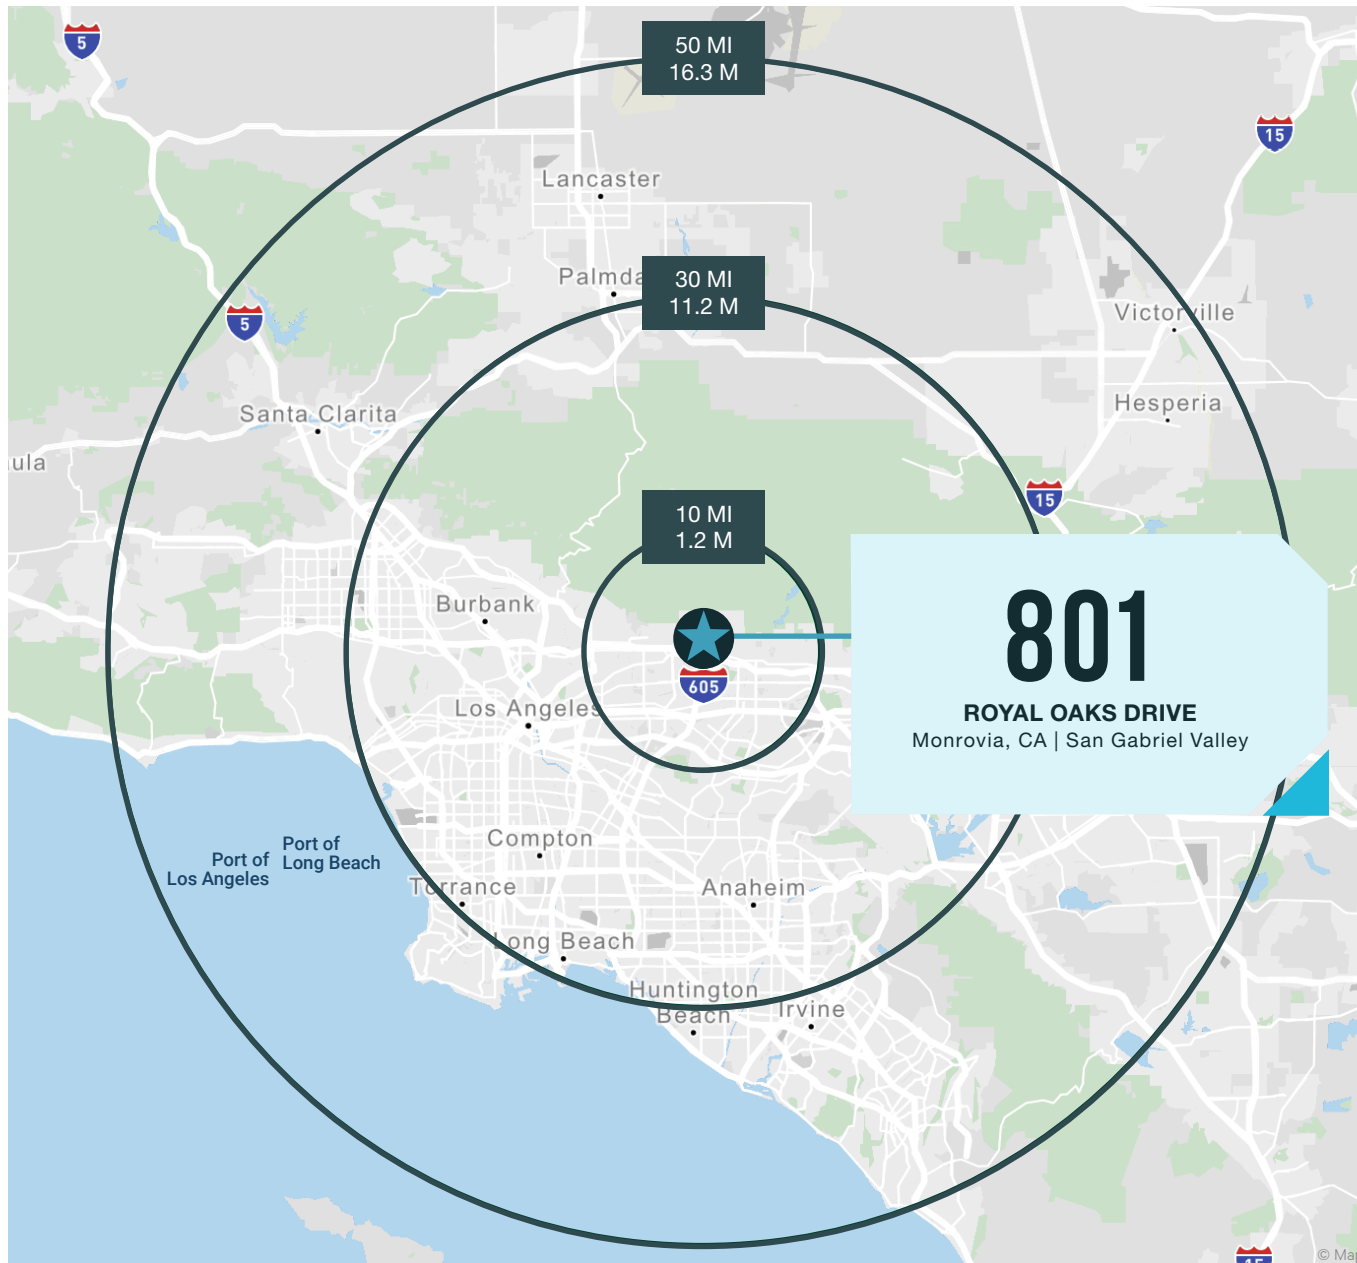 50 MI
16.3 M
5
15
Lancaster
30 MI
11.2 M
Palmda
5
Victorville
Santa Clarita
Hesperia
ula
10 MI
1.2 M
15
Burbank
605
801
ROYAL OAKS DRIVE
Monrovia, CA | San Gabriel Valley
Los Angeles
Port of
Los Angeles
Port of
Long Beach
Compton
Torrance
Anaheim
Long Beach
Huntington
Beach
Irvine
15
© Map